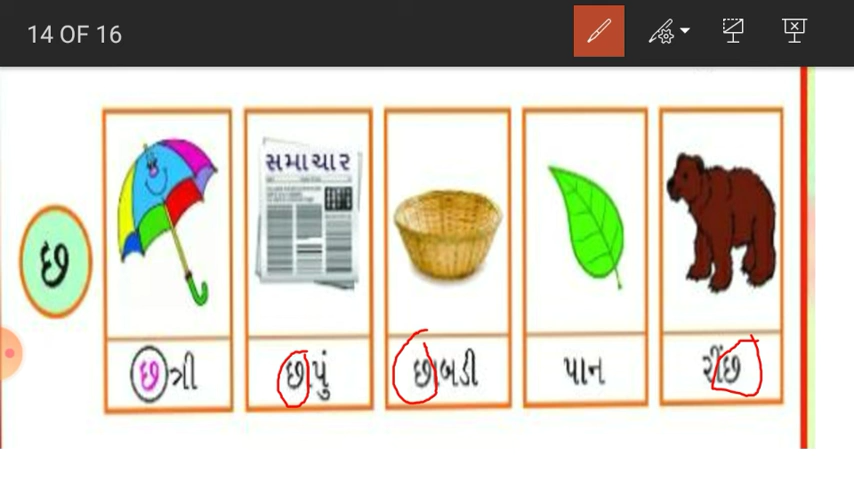 14 OF 16
સમાચાર
છ
છત્રી
છાપું
છાબડી
પાન
રીંછ